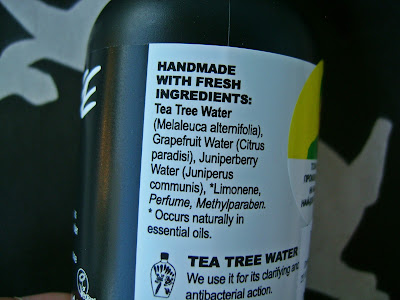 HANDMADE
WITH FRESH
INGREDIENTS:
Tea Tree Water
(Melaleuca alternifolia),
Grapefruit Water (Citrus
paradisi), Juniperberry
Water (Juniperus
communis), *Limonene,
Perfume, Methylparaben.
* Occurs naturally in
essential oils.
TEA TREE WATER
We use it for its clarifying and
antibacterial action.